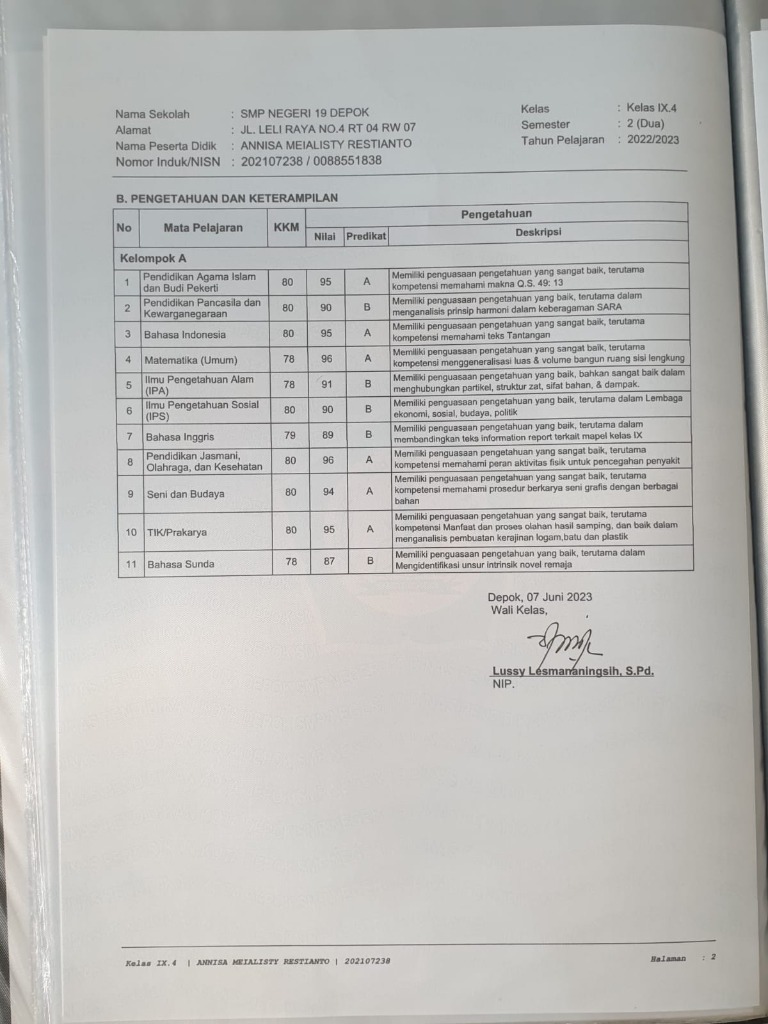 Nama Sekolah : SMP NEGERI 19 DEPOK
Alamat : JL. LELI RAYA NO.4 RT 04 RW 07
Nama Peserta Didik : ANNISA MEIALISTY RESTIANTO
Nomor Induk/NISN : 202107238 / 0088551838
Kelas : Kelas IX.4
Semester : 2 (Dua)
Tahun Pelajaran : 2022/2023
B. PENGETAHUAN DAN KETERAMPILAN
No Mata Pelajaran KKM Pengetahuan
Nilai Predikat Deskripsi
Kelompok A
1 Pendidikan Agama Islam dan Budi Pekerti 80 95 A Memiliki penguasaan pengetahuan yang sangat baik, terutama
kompetensi memahami makna Q.S. 49: 13
2 Pendidikan Pancasila dan Kewarganegaraan 80 90 B Memiliki penguasaan pengetahuan yang baik, terutama dalam
menganalisis prinsip harmoni dalam keberagaman SARA
3 Bahasa Indonesia 80 95 A Memiliki penguasaan pengetahuan yang sangat baik, terutama
kompetensi memahami teks Tantangan
4 Matematika (Umum) 78 96 A Memiliki penguasaan pengetahuan yang sangat baik, terutama
kompetensi menggeneralisasi luas & volume bangun ruang sisi lengkung
5 Ilmu Pengetahuan Alam (IPA) 78 91 B Memiliki penguasaan pengetahuan yang baik, bahkan sangat baik dalam
menghubungkan partikel, struktur zat, sifat bahan, & dampak.
6 Ilmu Pengetahuan Sosial (IPS) 80 90 B Memiliki penguasaan pengetahuan yang baik, terutama dalam Lembaga
ekonomi, sosial, budaya, politik
7 Bahasa Inggris 79 89 B Memiliki penguasaan pengetahuan yang baik, terutama dalam
membandingkan teks information report terkait mapel kelas IX
8 Pendidikan Jasmani, Olahraga, dan Kesehatan 80 96 A Memiliki penguasaan pengetahuan yang sangat baik, terutama
kompetensi memahami peran aktivitas fisik untuk pencegahan penyakit
9 Seni dan Budaya 80 94 A Memiliki penguasaan pengetahuan yang sangat baik, terutama
kompetensi memahami prosedur berkarya seni grafis dengan berbagai
bahan
10 TIK/Prakarya 80 95 A Memiliki penguasaan pengetahuan yang sangat baik, terutama
kompetensi Manfaat dan proses olahan hasil samping, dan baik dalam
menganalisis pembuatan kerajinan logam,batu dan plastik
11 Bahasa Sunda 78 87 B Memiliki penguasaan pengetahuan yang baik, terutama dalam
Mengidentifikasi unsur intrinsik novel remaja
Depok, 07 Juni 2023
Wali Kelas,
Lussy Lesmananingsih, S.Pd.
NIP.
Kelas IX.4 | ANNISA MEIALISTY RESTIANTO | 202107238
Halaman : 2